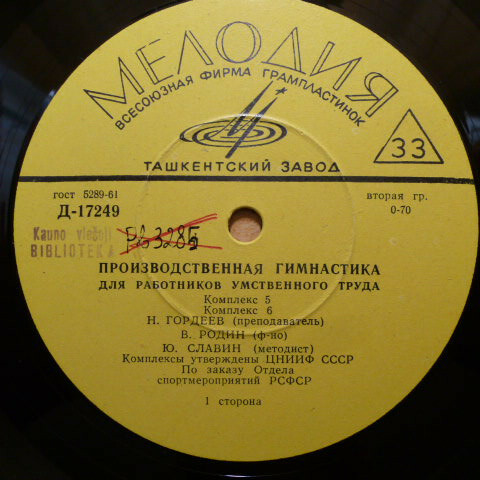 МЕЛОДИЯ
ВСЕСОЮЗНАЯ ФИРМА ГРАМПЛАСТИНОК
33
ТАШКЕНТСКИЙ ЗАВОД
гост 5289-61
Д-17249
вторая гр.
0-70
Kauno viešoji
BIBLIOTEKA
ПРОИЗВОДСТВЕННАЯ ГИМНАСТИКА
ДЛЯ РАБОТНИКОВ УМСТВЕННОГО ТРУДА
Комплекс 5
Комплекс 6
Н. ГОРДЕЕВ (преподаватель)
В. РОДИН (ф-но)
Ю. СЛАВИН (методист)
Комплексы утверждены ЦНИИФ СССР
По заказу Отдела
спортмероприятий РСФСР
1 сторона